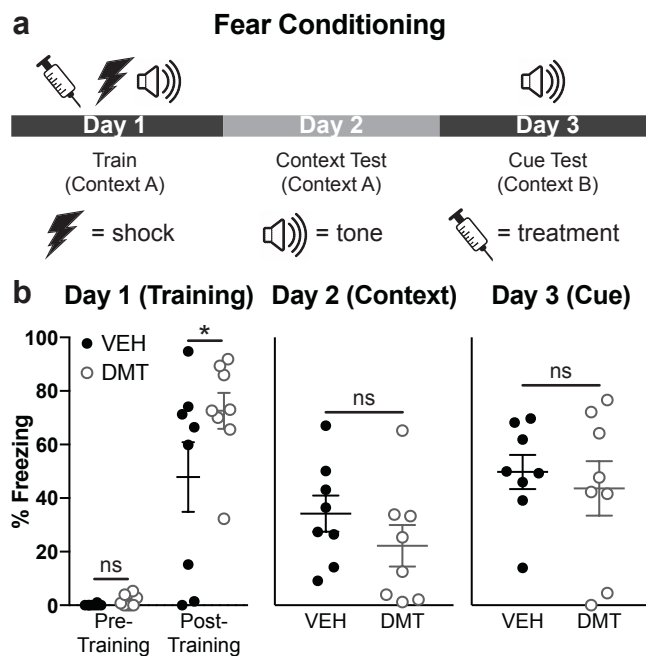 a Fear Conditioning
Day 1 Day 2 Day 3
Train Context Test Cue Test
(Context A) (Context A) (Context B)
= shock = tone = treatment
b Day 1 (Training) Day 2 (Context) Day 3 (Cue)
100
VEH
DMT
*
ns
ns
80
60
% Freezing
40
20
ns
0
Pre- Post- VEH DMT VEH DMT
Training Training